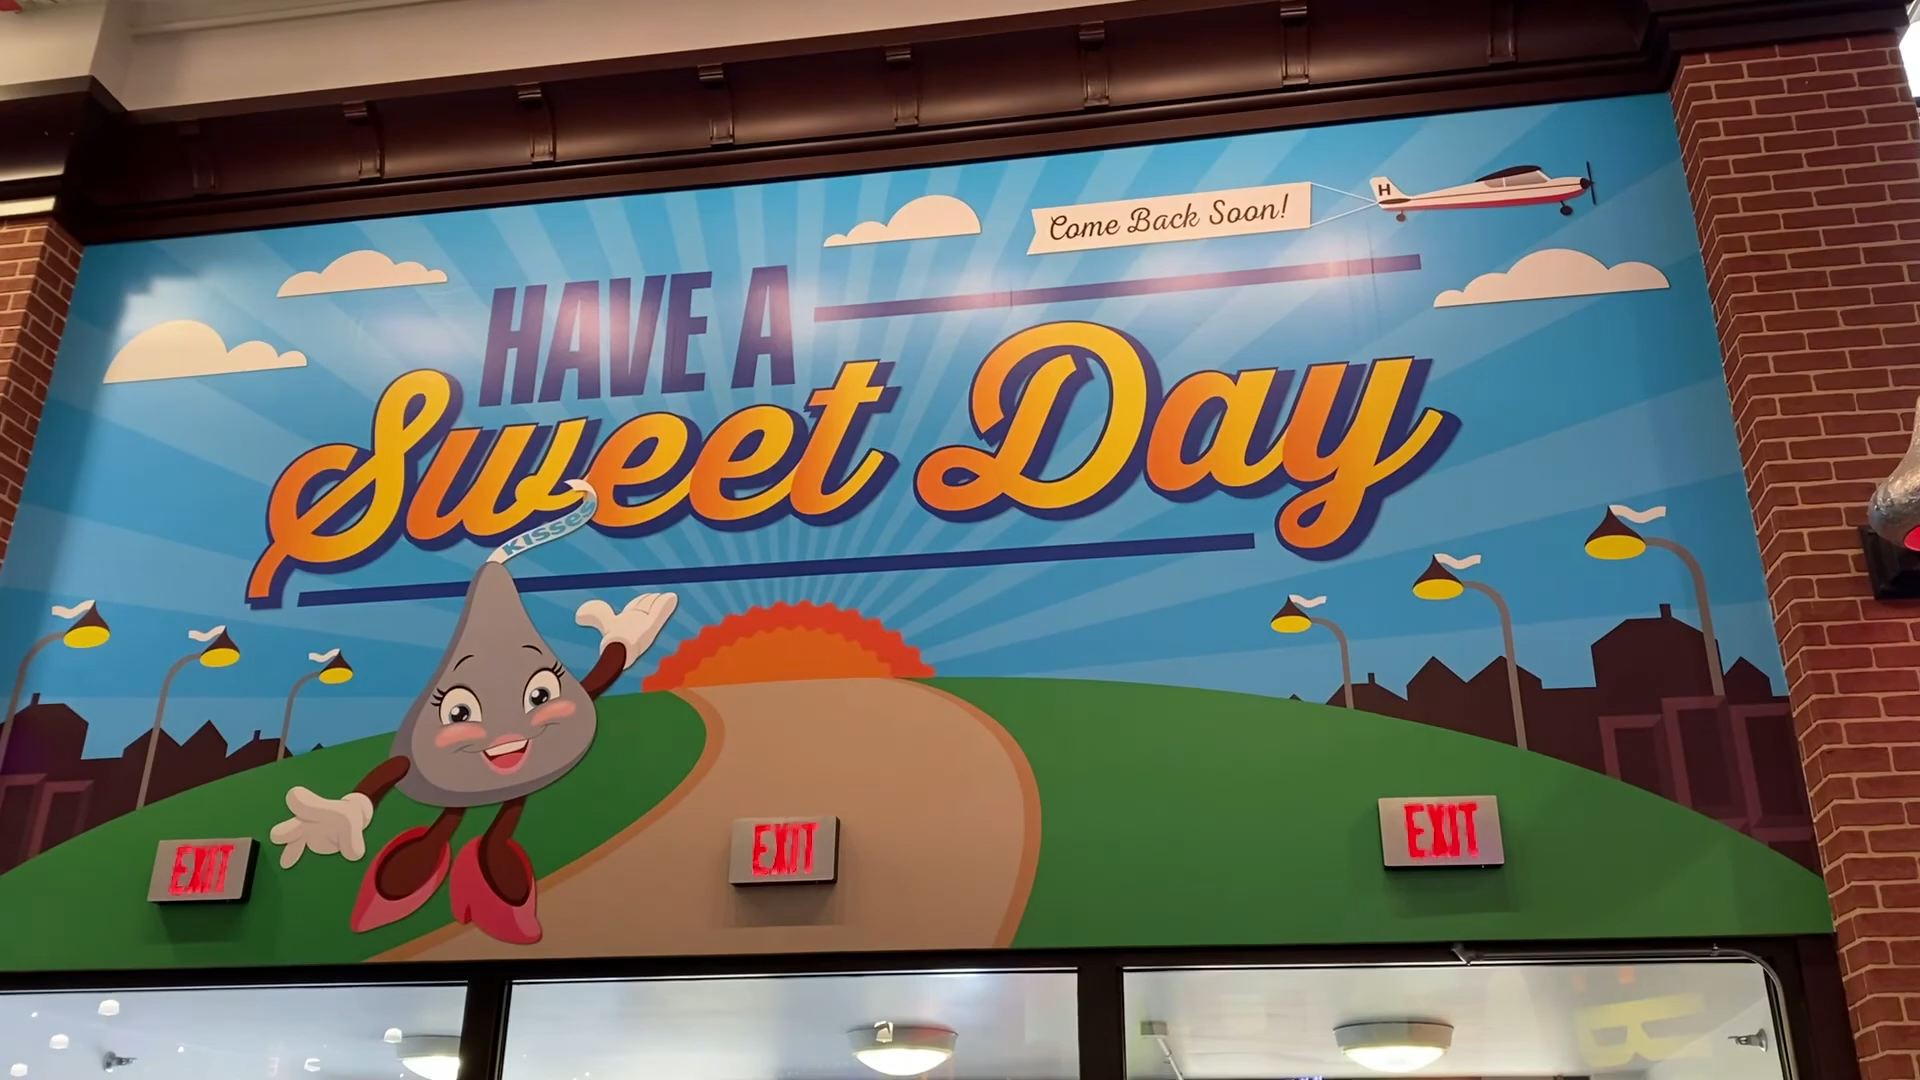 Come Back Soon!
H
HAVE A
Sweet Day
KISSES
EXIT
EXIT
EXIT
B